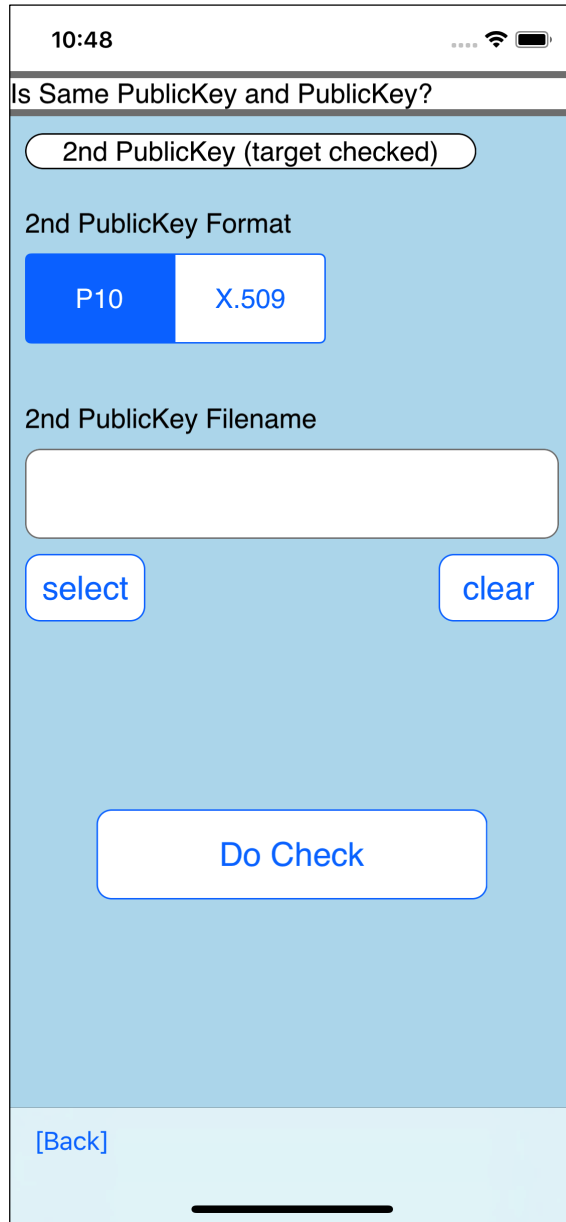 10:48
Is Same PublicKey and PublicKey?
2nd PublicKey (target checked)
2nd PublicKey Format
P10 X.509
2nd PublicKey Filename
select clear
Do Check
[Back]